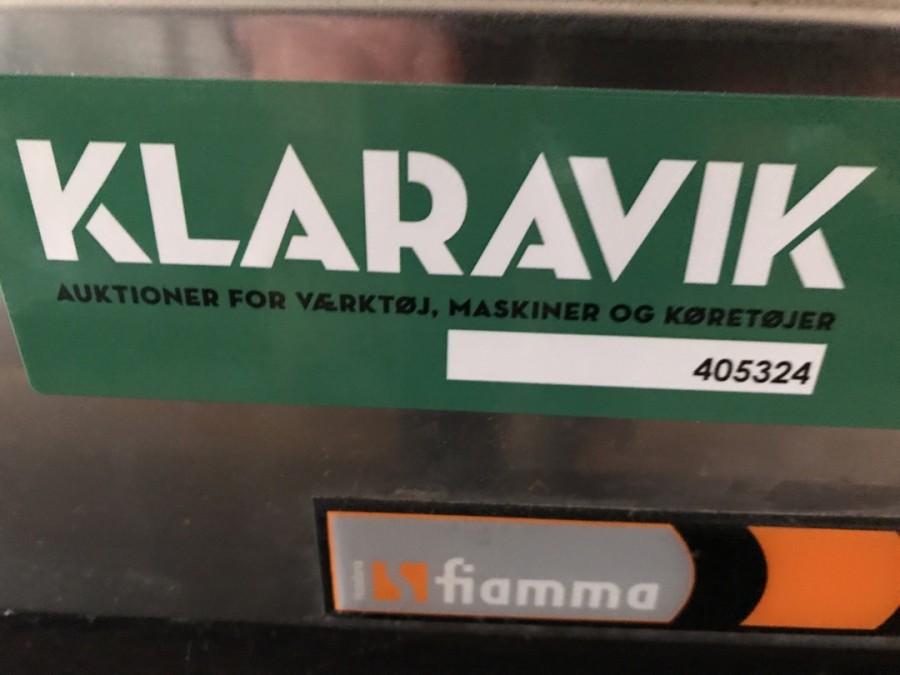 KLARAVIK
AUKTIONER FOR VÆRKTØJ, MASKINER OG KØRETØJER
405324
fiamma